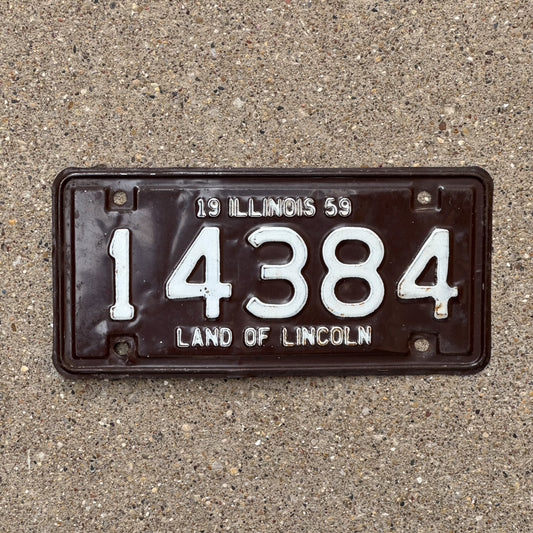 19 ILLINOIS 59
14384
LAND OF LINCOLN